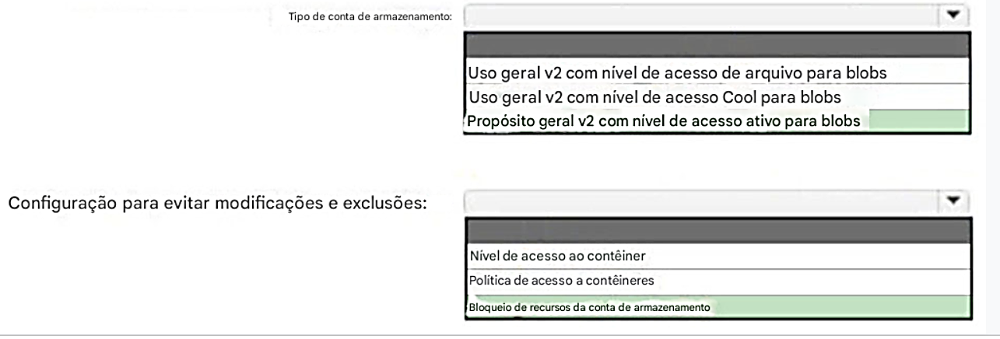 Tipo de conta de armazenamento:
Uso geral v2 com nível de acesso de arquivo para blobs
Uso geral v2 com nível de acesso Cool para blobs
Propósito geral v2 com nível de acesso ativo para blobs
Configuração para evitar modificações e exclusões:
Nível de acesso ao contêiner
Política de acesso a contêineres
Bloqueio de recursos da conta de armazenamento